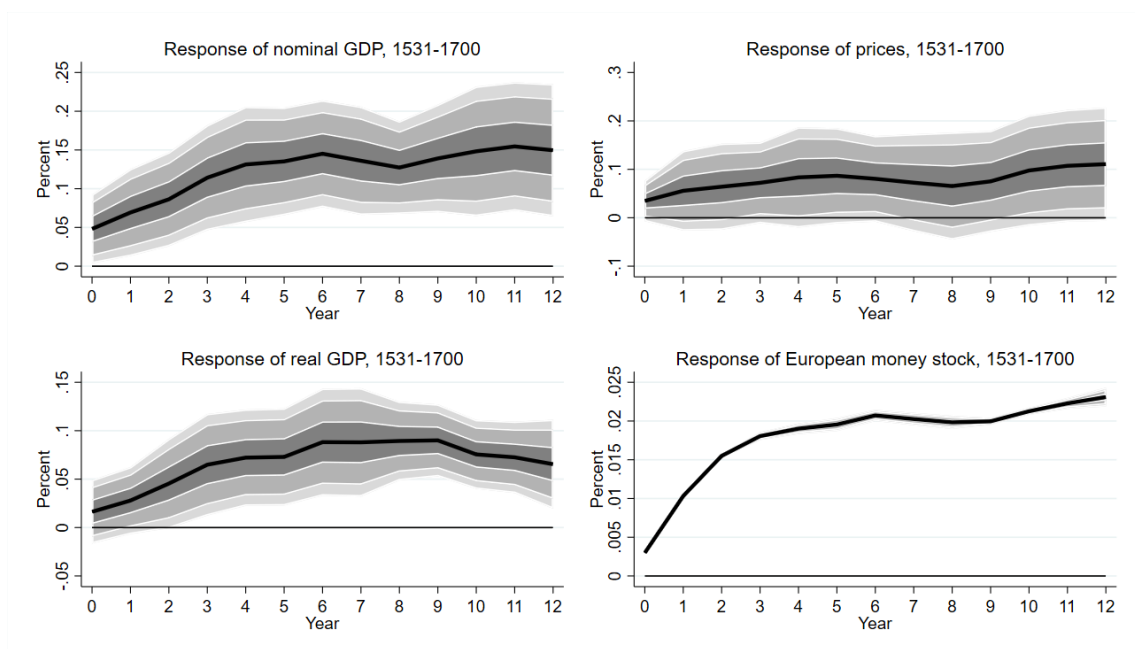 Response of nominal GDP, 1531-1700
Percent
.25
.2
.15
.1
.05
0
0 1 2 3 4 5 6 7 8 9 10 11 12
Year
Response of prices, 1531-1700
Percent
.3
.2
.1
0
-.1
0 1 2 3 4 5 6 7 8 9 10 11 12
Year
Response of real GDP, 1531-1700
Percent
.15
.1
.05
0
-.05
0 1 2 3 4 5 6 7 8 9 10 11 12
Year
Response of European money stock, 1531-1700
Percent
.025
.02
.015
.01
.005
0
0 1 2 3 4 5 6 7 8 9 10 11 12
Year